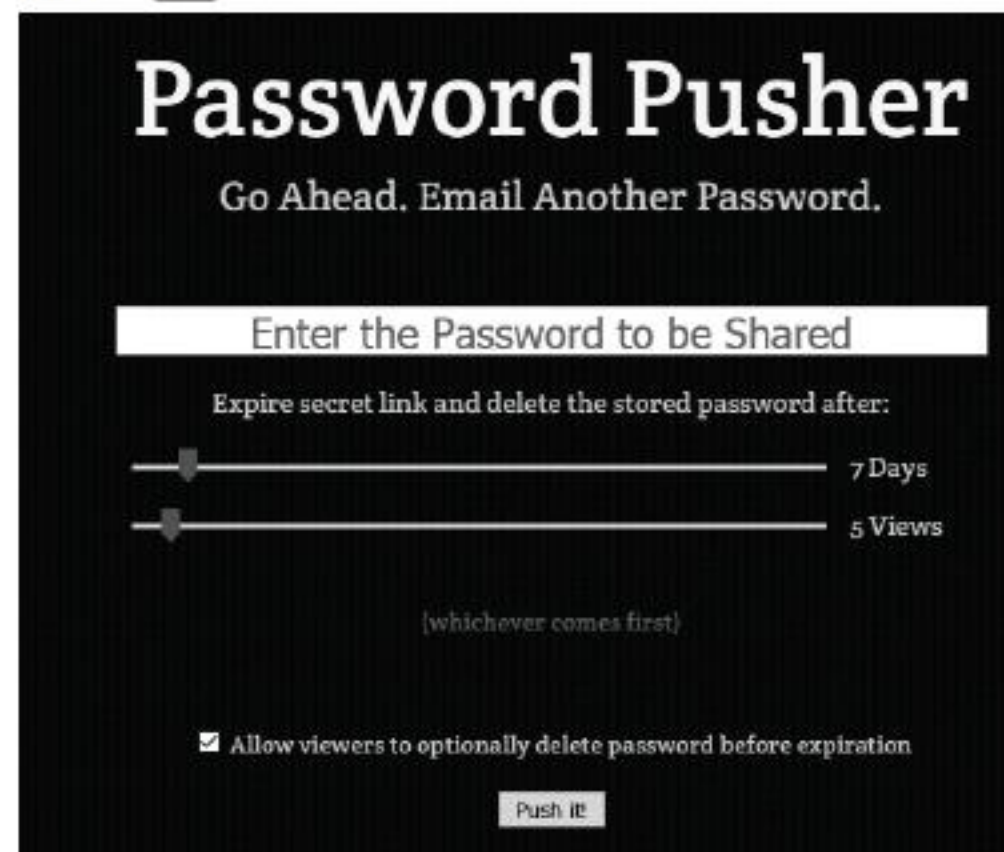 Password Pusher
Go Ahead. Email Another Password.
Enter the Password to be Shared
Expire secret link and delete the stored password after:
7 Days
5 Views
(whichever comes first)
Allow viewers to optionally delete password before expiration
Push it!